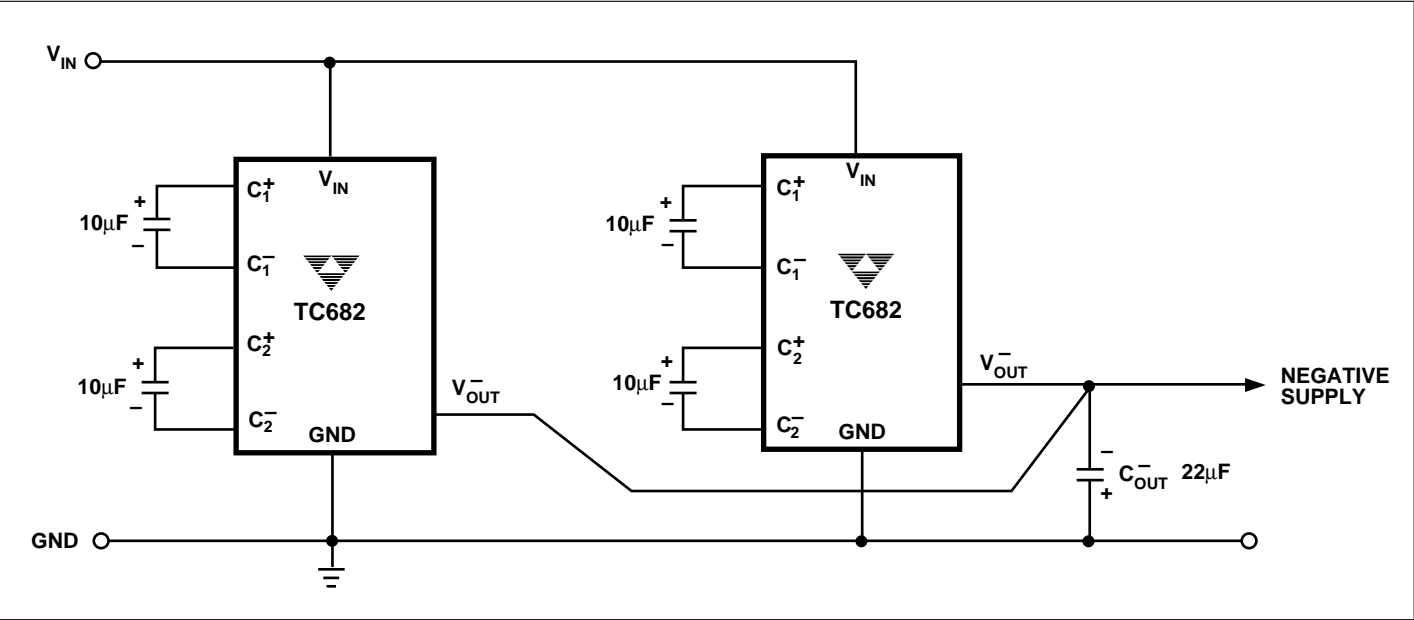 V_IN
V_IN
C1+
+
10µF
–
C1–
TC682
C2+
+
10µF
–
C2–
V_OUT–
GND
V_IN
C1+
+
10µF
–
C1–
TC682
C2+
+
10µF
–
C2–
V_OUT–
GND
NEGATIVE
SUPPLY
–
C_OUT– 22µF
+
GND